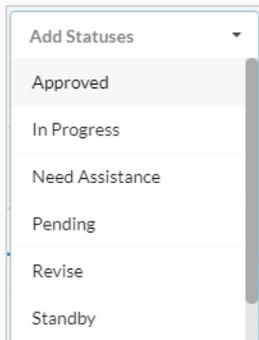 Add Statuses
Approved
In Progress
Need Assistance
Pending
Revise
Standby